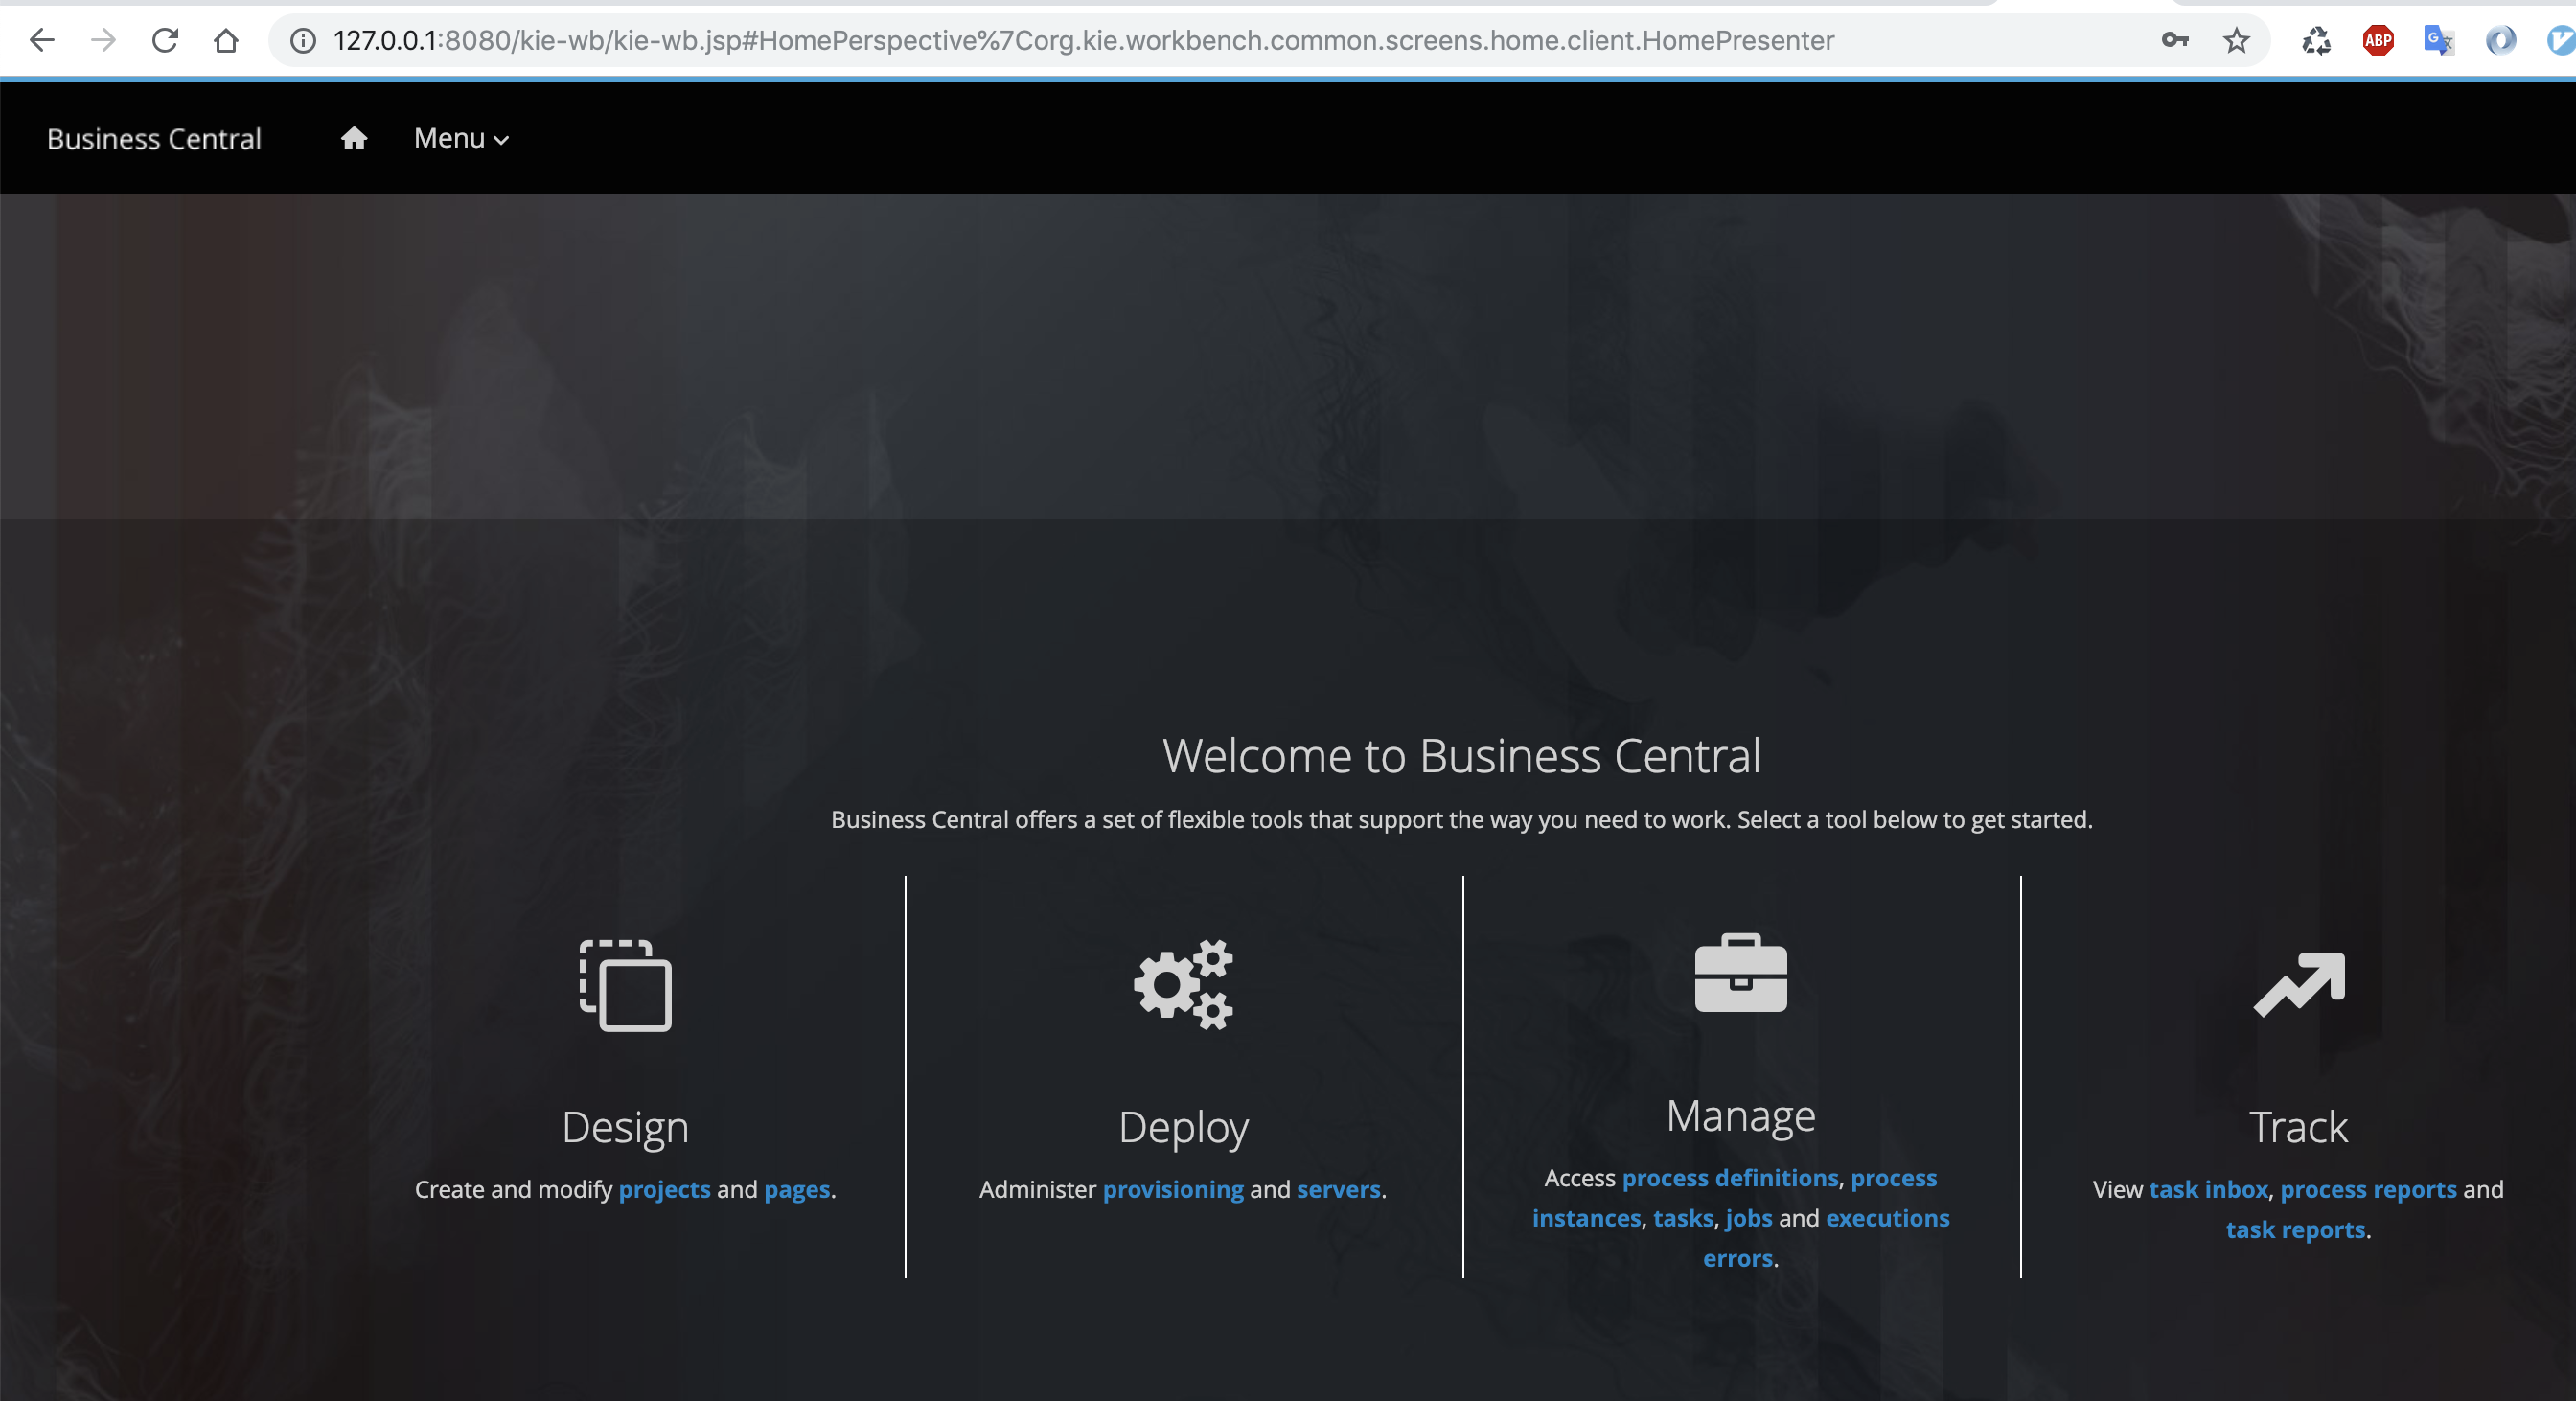 127.0.0.1:8080/kie-wb/kie-wb.jsp#HomePerspective%7Corg.kie.workbench.common.screens.home.client.HomePresenter
ABP
G
Business Central
Menu
Welcome to Business Central
Business Central offers a set of flexible tools that support the way you need to work. Select a tool below to get started.
Design
Create and modify projects and pages.
Deploy
Administer provisioning and servers.
Manage
Access process definitions, process
instances, tasks, jobs and executions
errors.
Track
View task inbox, process reports and
task reports.